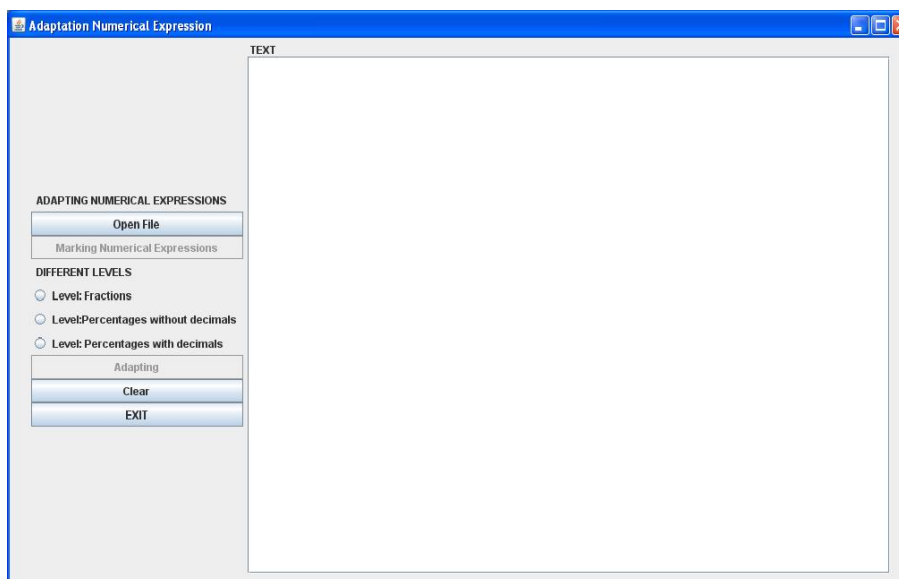 Adaptation Numerical Expression
TEXT
ADAPTING NUMERICAL EXPRESSIONS
Open File
Marking Numerical Expressions
DIFFERENT LEVELS
Level: Fractions
Level:Percentages without decimals
Level: Percentages with decimals
Adapting
Clear
EXIT